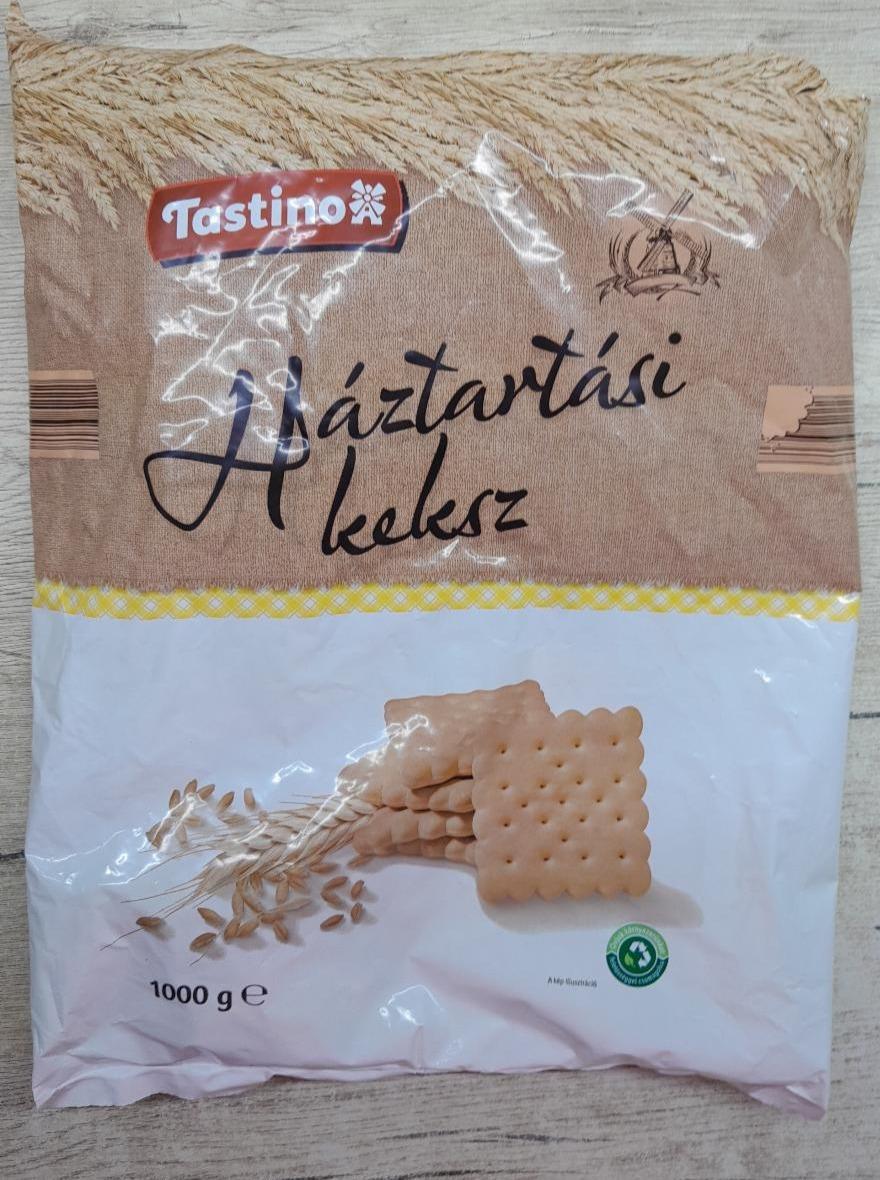 Tastino
Háztartási
keksz
1000 g e
A kép illusztráció